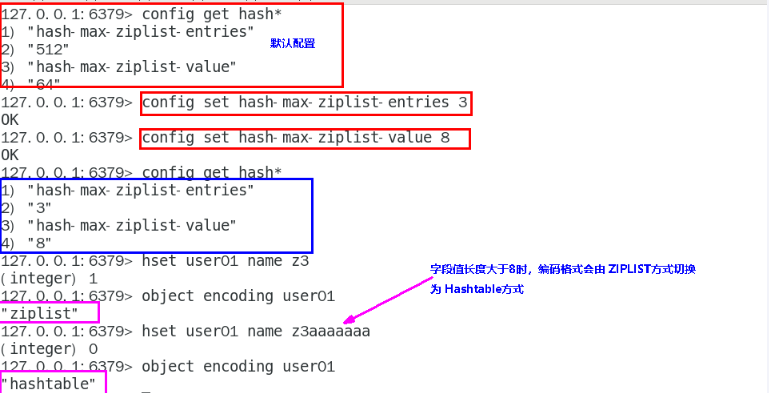 127.0.0.1:6379> config get hash*
1) "hash-max-ziplist-entries"
2) "512"
默认配置
3) "hash-max-ziplist-value"
4) "64"
127.0.0.1:6379> config set hash-max-ziplist-entries 3
OK
127.0.0.1:6379> config set hash-max-ziplist-value 8
OK
127.0.0.1:6379> config get hash*
1) "hash-max-ziplist-entries"
2) "3"
3) "hash-max-ziplist-value"
4) "8"
127.0.0.1:6379> hset user01 name z3
字段值长度大于8时，编码格式会由 ZIPLIST方式切换
为 Hashtable方式
(integer) 1
127.0.0.1:6379> object encoding user01
"ziplist"
127.0.0.1:6379> hset user01 name z3aaaaaaa
(integer) 0
127.0.0.1:6379> object encoding user01
"hashtable"